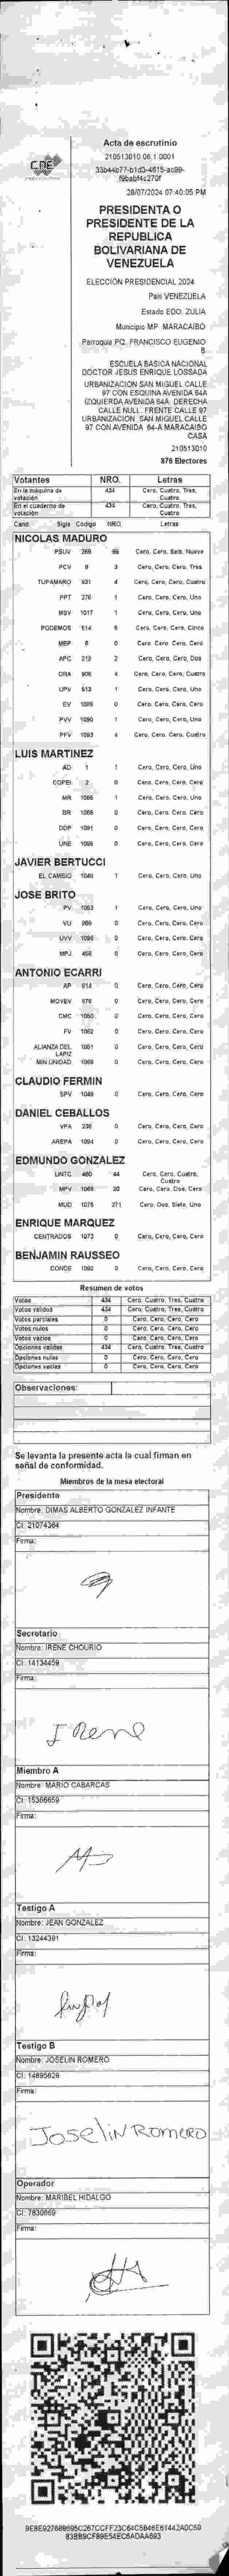 CNE
Acta de escrutinio
210513010.06.1.0001
28/07/2024 07:40:05 PM
PRESIDENTA O
PRESIDENTE DE LA
REPUBLICA
BOLIVARIANA DE
VENEZUELA
ELECCIÓN PRESIDENCIAL 2024
País VENEZUELA
Estado EDO. ZULIA
Municipio MP. MARACAIBO
Parroquia PQ. FRANCISCO EUGENIO
B
ESCUELA BASICA NACIONAL
DOCTOR JESUS ENRIQUE LOSSADA
URBANIZACION SAN MIGUEL CALLE
97 CON ESQUINA AVENIDA 64A
IZQUIERDA AVENIDA 64A. DERECHA
CALLE NULL. FRENTE CALLE 97
URBANIZACION SAN MIGUEL CALLE
97 CON AVENIDA 64-A MARACAIBO
CASA
210513010
876 Electores
Votantes NRO. Letras
En la máquina de votación 434 Cero, Cuatro, Tres, Cuatro
En el cuaderno de votación 434 Cero, Cuatro, Tres, Cuatro
Cand. Sigla Código NRO. Letras
NICOLAS MADURO
PSUV 269 69 Cero, Cero, Seis, Nueve
PCV 9 3 Cero, Cero, Cero, Tres
TUPAMARO 931 4 Cero, Cero, Cero, Cuatro
PPT 276 1 Cero, Cero, Cero, Uno
MSV 1017 1 Cero, Cero, Cero, Uno
PODEMOS 514 5 Cero, Cero, Cero, Cinco
MEP 6 0 Cero, Cero, Cero, Cero
APC 219 2 Cero, Cero, Cero, Dos
ORA 906 4 Cero, Cero, Cero, Cuatro
UPV 913 1 Cero, Cero, Cero, Uno
EV 1099 0 Cero, Cero, Cero, Cero
PVV 1090 1 Cero, Cero, Cero, Uno
PFV 1093 4 Cero, Cero, Cero, Cuatro
LUIS MARTINEZ
AD 1 1 Cero, Cero, Cero, Uno
COPEI 2 0 Cero, Cero, Cero, Cero
MR 1066 1 Cero, Cero, Cero, Uno
BR 0 Cero, Cero, Cero, Cero
DDP 1091 0 Cero, Cero, Cero, Cero
UNE 1096 0 Cero, Cero, Cero, Cero
JAVIER BERTUCCI
EL CAMBIO 1048 1 Cero, Cero, Cero, Uno
JOSE BRITO
PV 1053 1 Cero, Cero, Cero, Uno
VU 869 0 Cero, Cero, Cero, Cero
UVV 0 Cero, Cero, Cero, Cero
MPJ 458 0 Cero, Cero, Cero, Cero
ANTONIO ECARRI
AP 814 0 Cero, Cero, Cero, Cero
MOVEV 878 0 Cero, Cero, Cero, Cero
CMC 1050 0 Cero, Cero, Cero, Cero
FV 1082 0 Cero, Cero, Cero, Cero
ALIANZA DEL LAPIZ 1061 0 Cero, Cero, Cero, Cero
MIN UNIDAD 1068 0 Cero, Cero, Cero, Cero
CLAUDIO FERMIN
SPV 1049 0 Cero, Cero, Cero, Cero
DANIEL CEBALLOS
VPA 236 0 Cero, Cero, Cero, Cero
AREPA 1094 0 Cero, Cero, Cero, Cero
EDMUNDO GONZALEZ
UNTC 460 44 Cero, Cero, Cuatro, Cuatro
MPV 1069 20 Cero, Cero, Dos, Cero
MUD 1075 271 Cero, Dos, Siete, Uno
ENRIQUE MARQUEZ
CENTRADOS 1073 0 Cero, Cero, Cero, Cero
BENJAMIN RAUSSEO
CONDE 1092 0 Cero, Cero, Cero, Cero
Resumen de votos
Votos 434 Cero, Cuatro, Tres, Cuatro
Votos válidos 434 Cero, Cuatro, Tres, Cuatro
Votos parciales 0 Cero, Cero, Cero, Cero
Votos nulos 0 Cero, Cero, Cero, Cero
Votos vacíos 0 Cero, Cero, Cero, Cero
Opciones válidas 434 Cero, Cuatro, Tres, Cuatro
Opciones nulas 0 Cero, Cero, Cero, Cero
Opciones vacías 0 Cero, Cero, Cero, Cero
Observaciones:
Se levanta la presente acta la cual firman en
señal de conformidad.
Miembros de la mesa electoral
Presidente
Nombre: DIMAS ALBERTO GONZALEZ INFANTE
CI: 21074364
Firma:
Secretario
Nombre: IRENE CHOURIO
CI: 14134459
Firma:
Irene
Miembro A
Nombre: MARIO CABARCAS
CI: 15366659
Firma:
Testigo A
Nombre: JEAN GONZALEZ
CI: 13244391
Firma:
Testigo B
Nombre: JOSELIN ROMERO
CI: 14695629
Firma:
Joselin Romero
Operador
Nombre: MARIBEL HIDALGO
CI: 7830669
Firma: